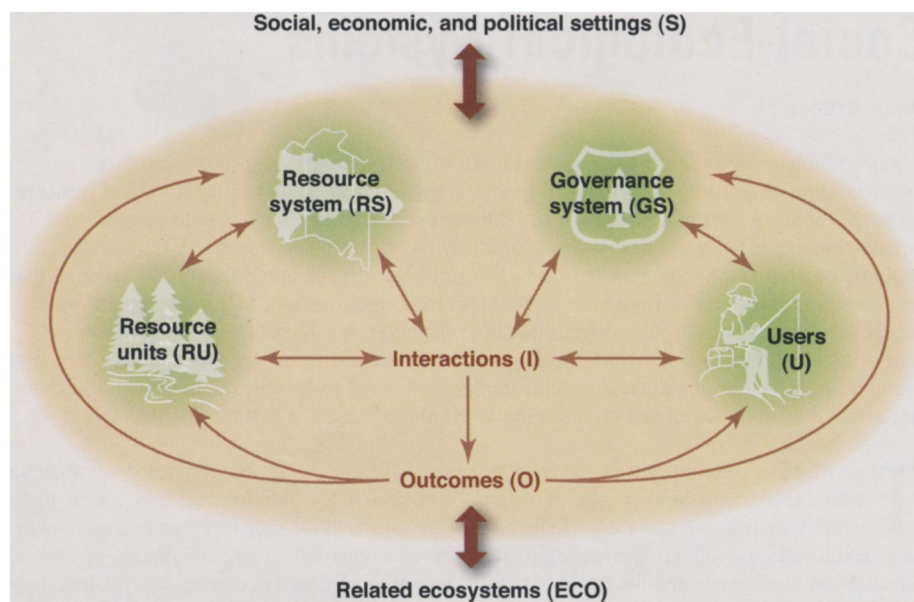 Social, economic, and political settings (S)
Resource
system (RS)
Governance
system (GS)
Resource
units (RU)
Interactions (I)
Users
(U)
Outcomes (O)
Related ecosystems (ECO)